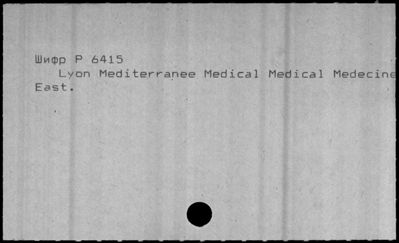 Шифр Р 6415
Lyon Mediterranee Medical Medical Medecine
East.